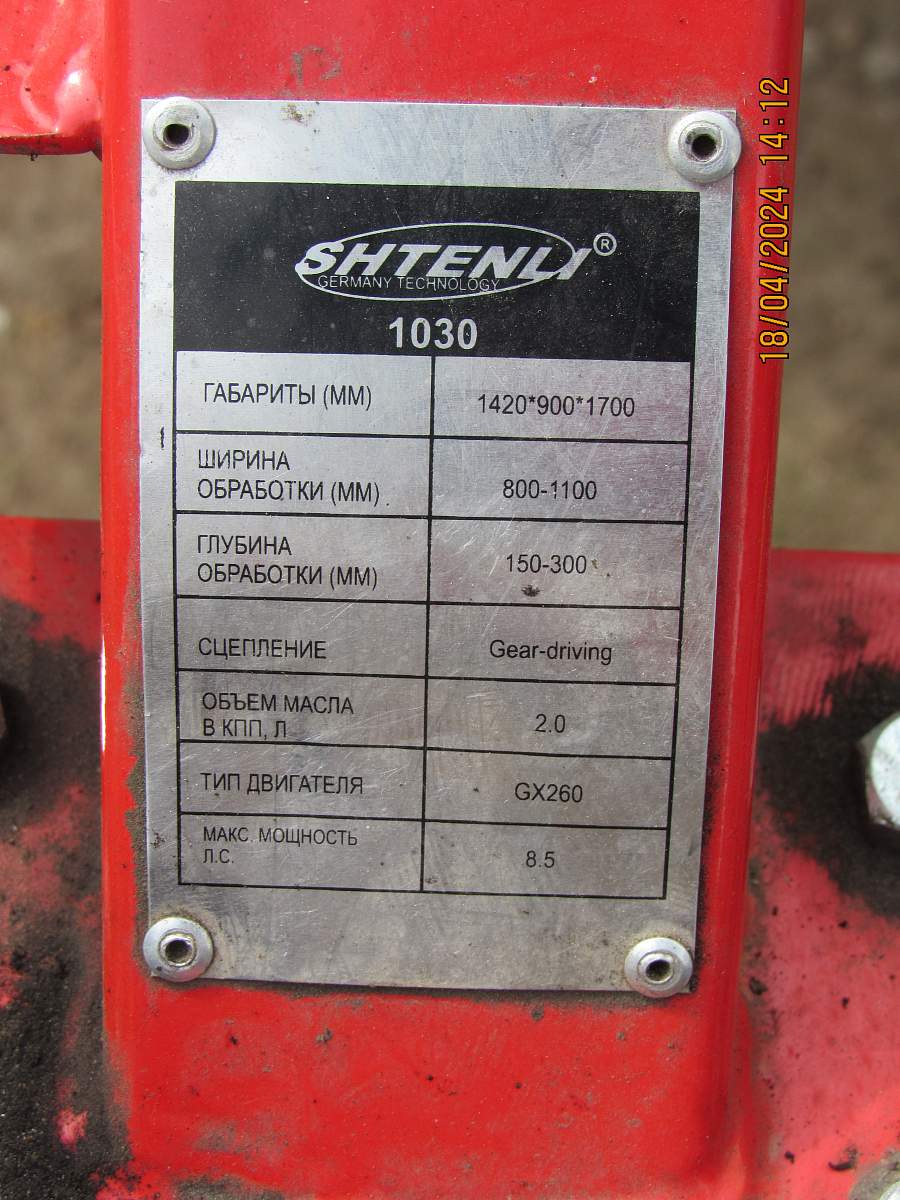 SHTENLI®
GERMANY TECHNOLOGY
1030
ГАБАРИТЫ (ММ) 1420*900*1700
ШИРИНА
ОБРАБОТКИ (ММ) 800-1100
ГЛУБИНА
ОБРАБОТКИ (ММ) 150-300
СЦЕПЛЕНИЕ Gear-driving
ОБЪЕМ МАСЛА
В КПП, Л 2.0
ТИП ДВИГАТЕЛЯ GX260
МАКС. МОЩНОСТЬ
Л.С. 8.5
18/04/2024 14:12